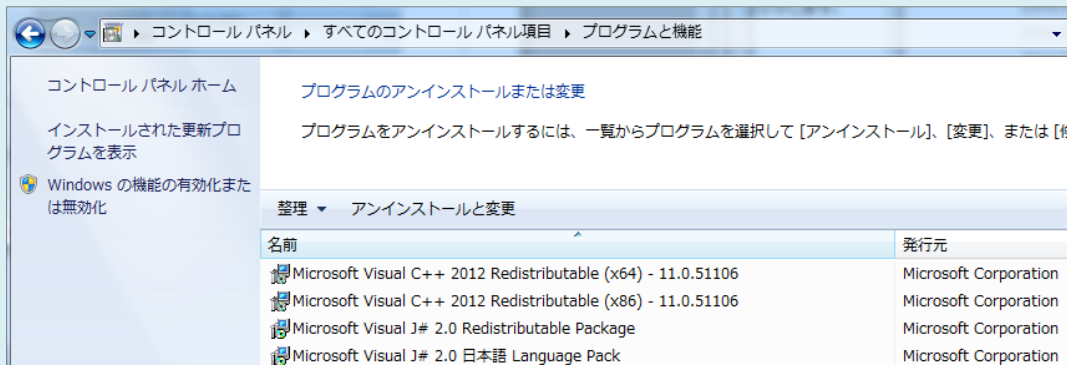 コントロール パネル ▸ すべてのコントロール パネル項目 ▸ プログラムと機能
コントロール パネル ホーム
インストールされた更新プロ
グラムを表示
Windows の機能の有効化また
は無効化
プログラムのアンインストールまたは変更
プログラムをアンインストールするには、一覧からプログラムを選択して [アンインストール]、[変更]、または [
整理 アンインストールと変更
名前 発行元
Microsoft Visual C++ 2012 Redistributable (x64) - 11.0.51106 Microsoft Corporation
Microsoft Visual C++ 2012 Redistributable (x86) - 11.0.51106 Microsoft Corporation
Microsoft Visual J# 2.0 Redistributable Package Microsoft Corporation
Microsoft Visual J# 2.0 日本語 Language Pack Microsoft Corporation